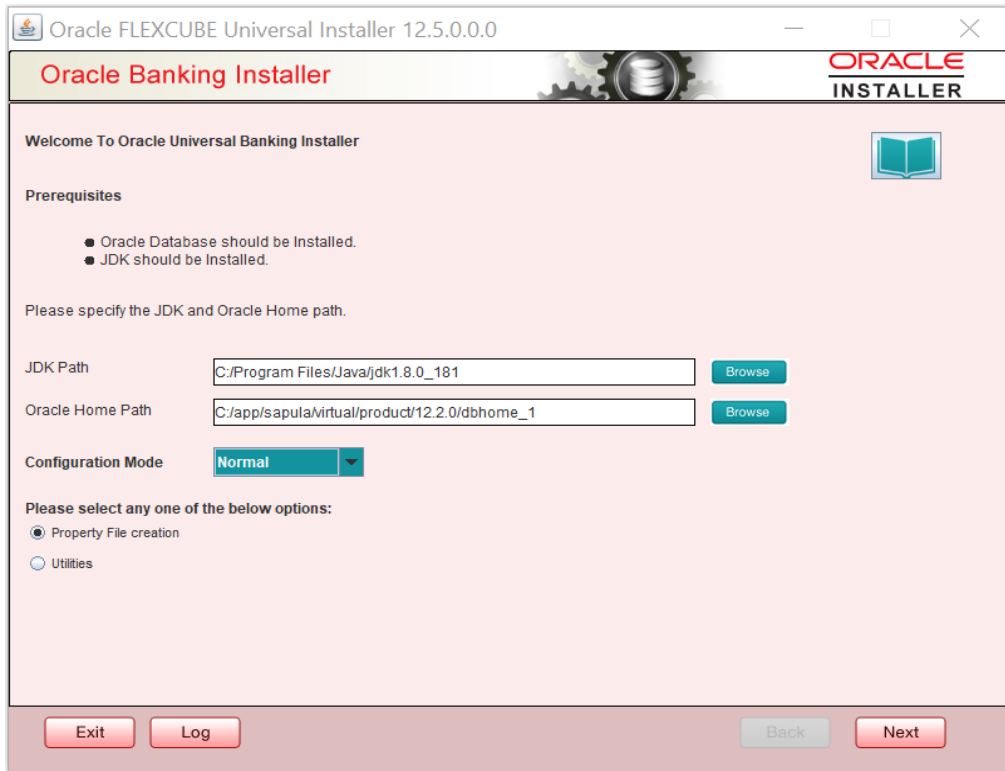 Oracle FLEXCUBE Universal Installer 12.5.0.0.0
Oracle Banking Installer
ORACLE
INSTALLER
Welcome To Oracle Universal Banking Installer
Prerequisites
Oracle Database should be Installed.
JDK should be Installed.
Please specify the JDK and Oracle Home path.
JDK Path C:/Program Files/Java/jdk1.8.0_181 Browse
Oracle Home Path C:/app/sapula/virtual/product/12.2.0/dbhome_1 Browse
Configuration Mode Normal
Please select any one of the below options:
Property File creation
Utilities
Exit Log Back Next